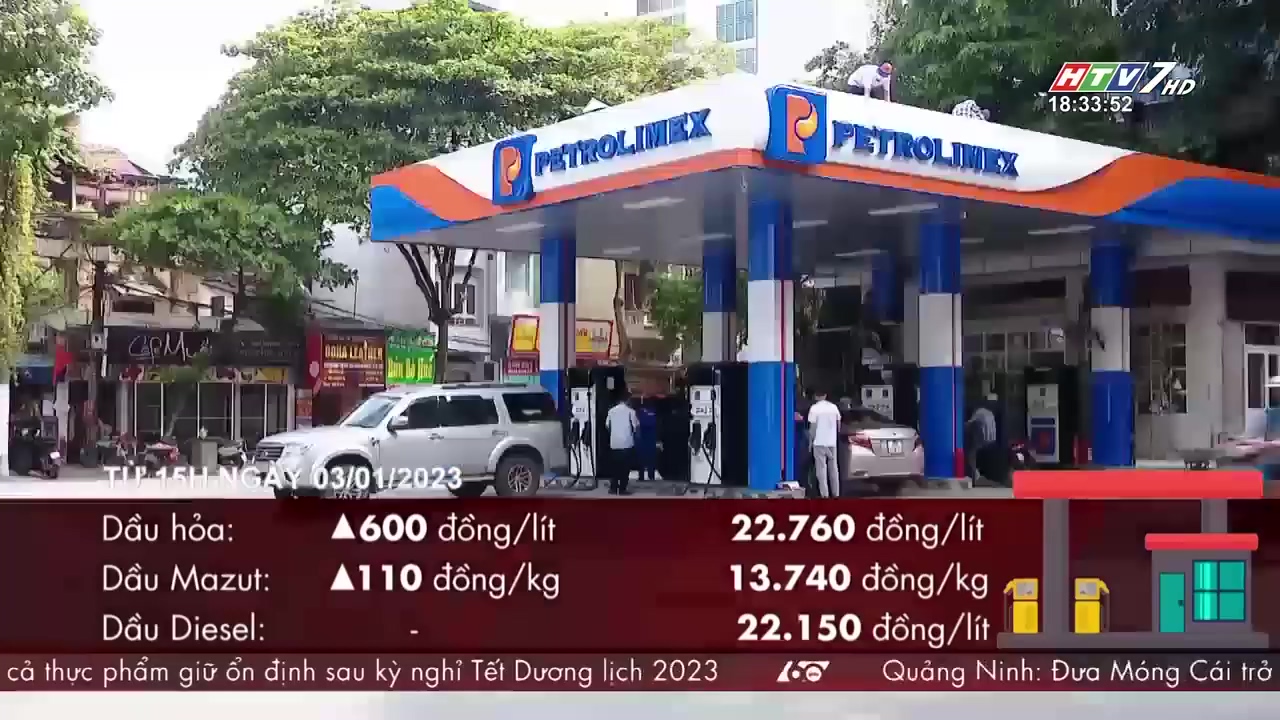 HTV7 HD
18:33:52
PETROLIMEX
PETROLIMEX
TỪ 15H NGÀY 03/01/2023
Dầu hỏa: ▲600 đồng/lít 22.760 đồng/lít
Dầu Mazut: ▲110 đồng/kg 13.740 đồng/kg
Dầu Diesel: - 22.150 đồng/lít
cả thực phẩm giữ ổn định sau kỳ nghỉ Tết Dương lịch 2023 60 Quảng Ninh: Đưa Móng Cái trở